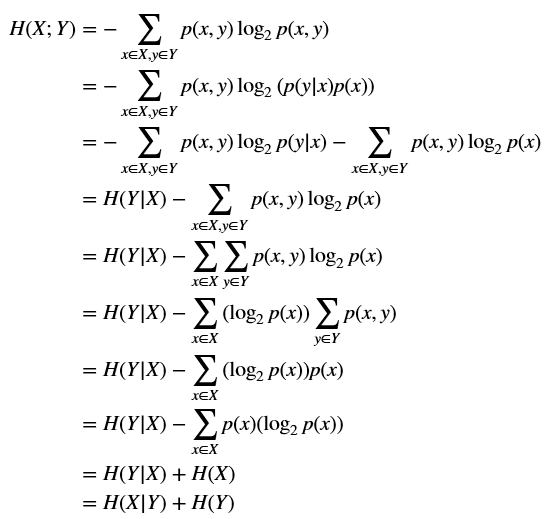 H(X; Y) = − ∑_{x∈X,y∈Y} p(x, y) log₂ p(x, y)
= − ∑_{x∈X,y∈Y} p(x, y) log₂ (p(y|x)p(x))
= − ∑_{x∈X,y∈Y} p(x, y) log₂ p(y|x) − ∑_{x∈X,y∈Y} p(x, y) log₂ p(x)
= H(Y|X) − ∑_{x∈X,y∈Y} p(x, y) log₂ p(x)
= H(Y|X) − ∑_{x∈X} ∑_{y∈Y} p(x, y) log₂ p(x)
= H(Y|X) − ∑_{x∈X} (log₂ p(x)) ∑_{y∈Y} p(x, y)
= H(Y|X) − ∑_{x∈X} (log₂ p(x))p(x)
= H(Y|X) − ∑_{x∈X} p(x)(log₂ p(x))
= H(Y|X) + H(X)
= H(X|Y) + H(Y)